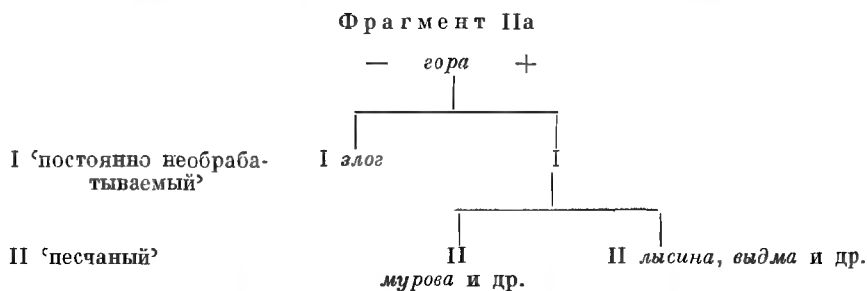 Фрагмент IIа
— гора +
I ‘постоянно необраба-
тываемый’
I злог I
II ‘песчаный’
II II лысина, выдма и др.
мурова и др.